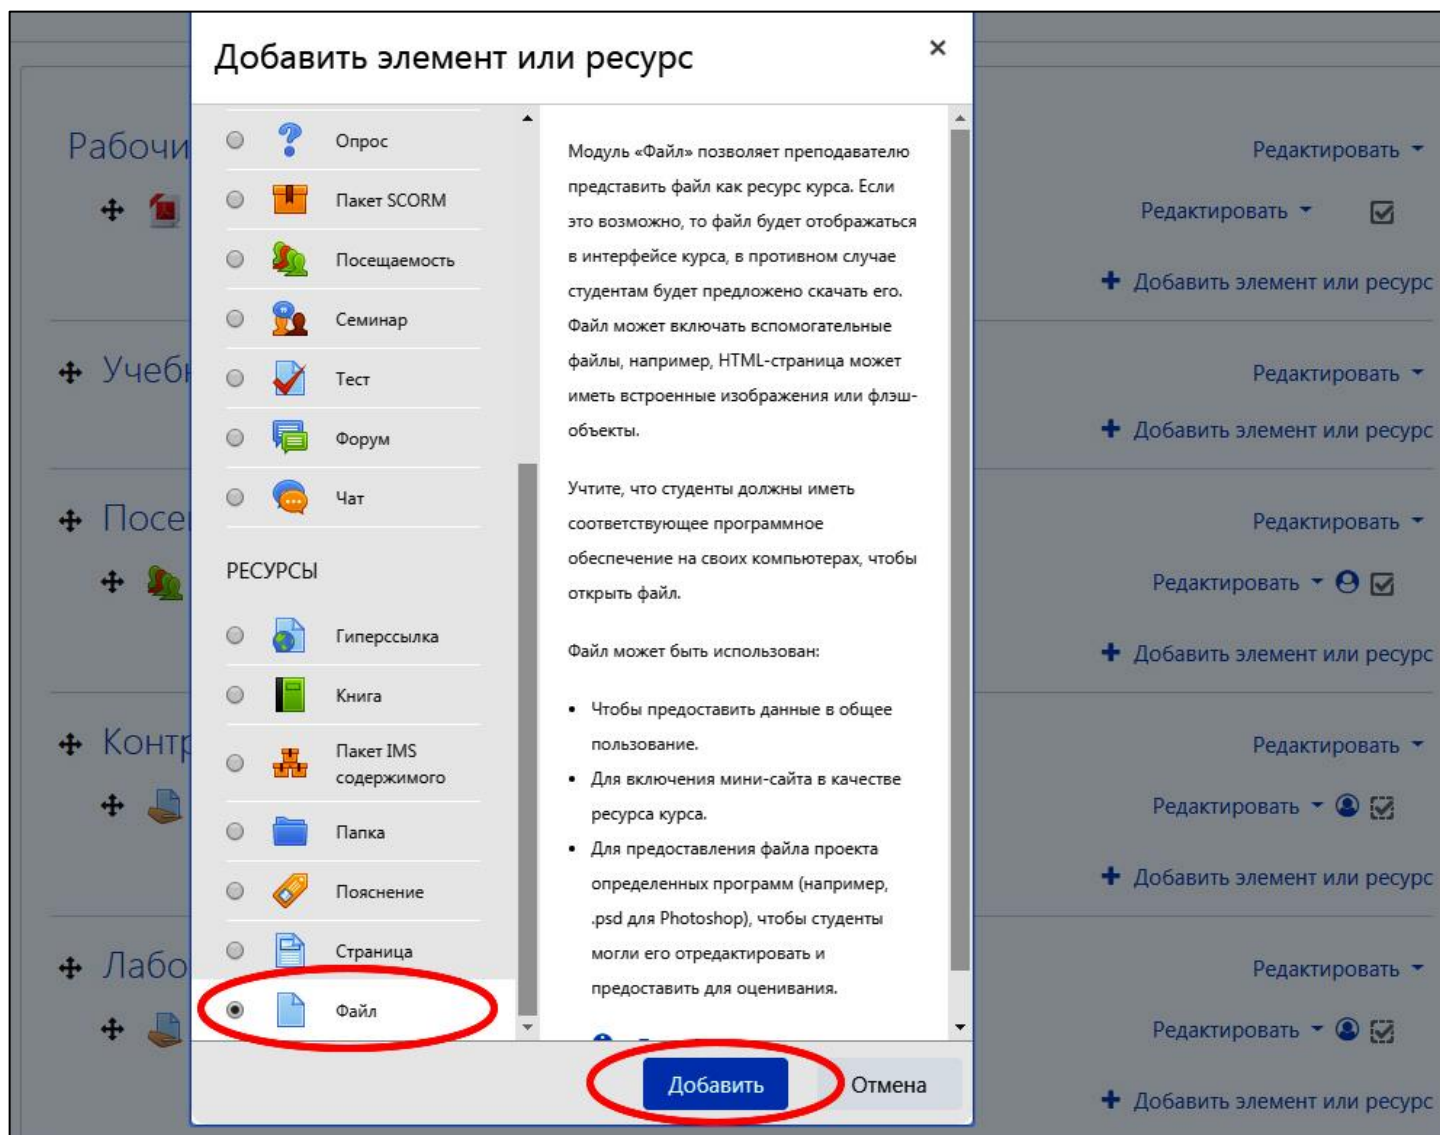 Добавить элемент или ресурс
×
Опрос
Пакет SCORM
Посещаемость
Семинар
Тест
Форум
Чат
РЕСУРСЫ
Гиперссылка
Книга
Пакет IMS
содержимого
Папка
Пояснение
Страница
Файл
Модуль «Файл» позволяет преподавателю
представить файл как ресурс курса. Если
это возможно, то файл будет отображаться
в интерфейсе курса, в противном случае
студентам будет предложено скачать его.
Файл может включать вспомогательные
файлы, например, HTML-страница может
иметь встроенные изображения или флэш-
объекты.
Учтите, что студенты должны иметь
соответствующее программное
обеспечение на своих компьютерах, чтобы
открыть файл.
Файл может быть использован:
• Чтобы предоставить данные в общее
пользование.
• Для включения мини-сайта в качестве
ресурса курса.
• Для предоставления файла проекта
определенных программ (например,
.psd для Photoshop), чтобы студенты
могли его отредактировать и
предоставить для оценивания.
Добавить
Отмена
Рабочи
Редактировать
Редактировать
Добавить элемент или ресурс
Учебн
Редактировать
Добавить элемент или ресурс
Посе
Редактировать
Редактировать
Добавить элемент или ресурс
Контр
Редактировать
Редактировать
Добавить элемент или ресурс
Лабо
Редактировать
Редактировать
Добавить элемент или ресурс